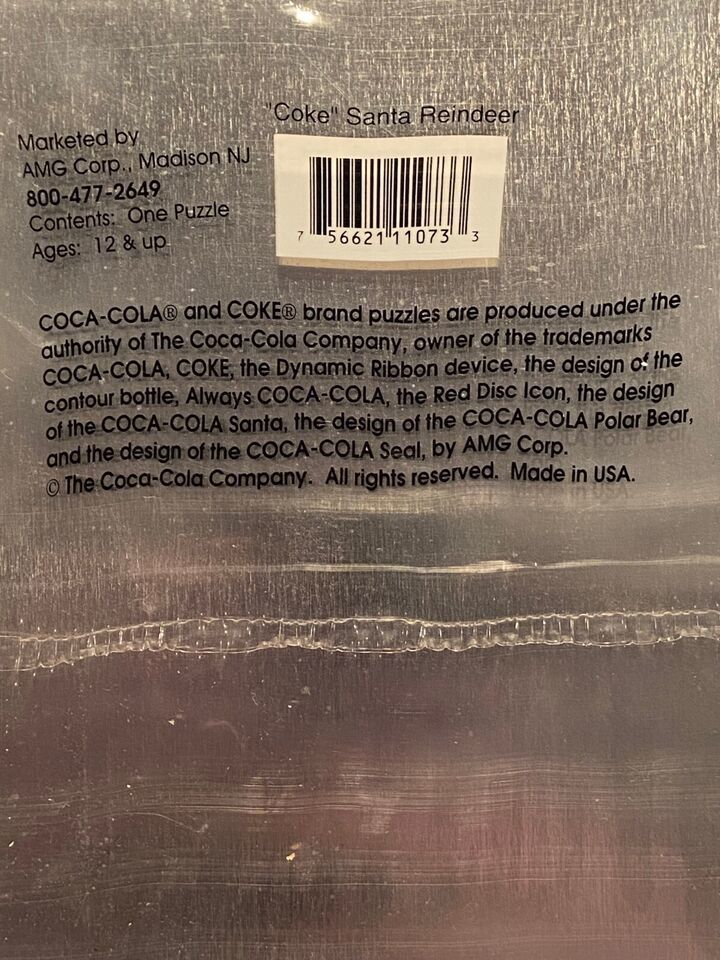 "Coke" Santa Reindeer
Marketed by
AMG Corp., Madison NJ
800-477-2649
Contents: One Puzzle
Ages: 12 & up
7 56621 11073 3
COCA-COLA® and COKE® brand puzzles are produced under the
authority of The Coca-Cola Company, owner of the trademarks
COCA-COLA, COKE, the Dynamic Ribbon device, the design of the
contour bottle, Always COCA-COLA, the Red Disc Icon, the design
of the COCA-COLA Santa, the design of the COCA-COLA Polar Bear,
and the design of the COCA-COLA Seal, by AMG Corp.
© The Coca-Cola Company. All rights reserved. Made in USA.